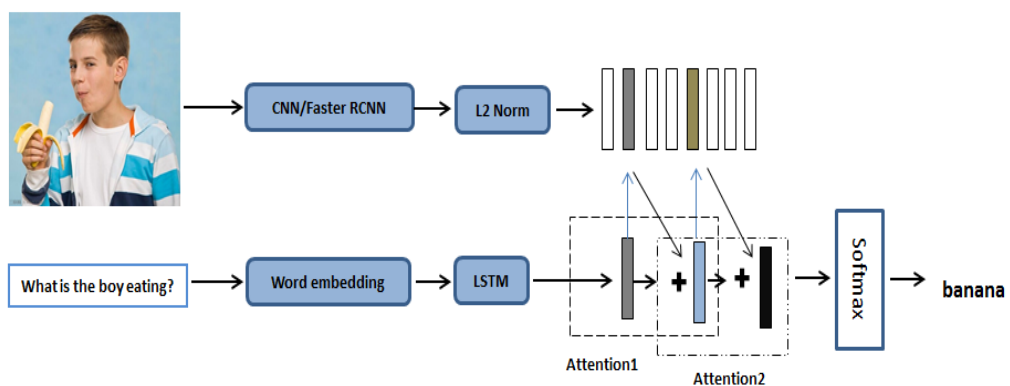 CNN/Faster RCNN
L2 Norm
What is the boy eating?
Word embedding
LSTM
+
+
Softmax
banana
Attention1
Attention2